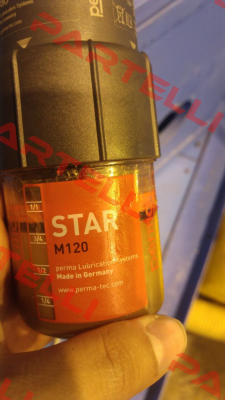 PARTELLI
STAR
M120
perma Lubrication Systems
Made in Germany
www.perma-tec.com
1/1
3/4
1/2
1/4